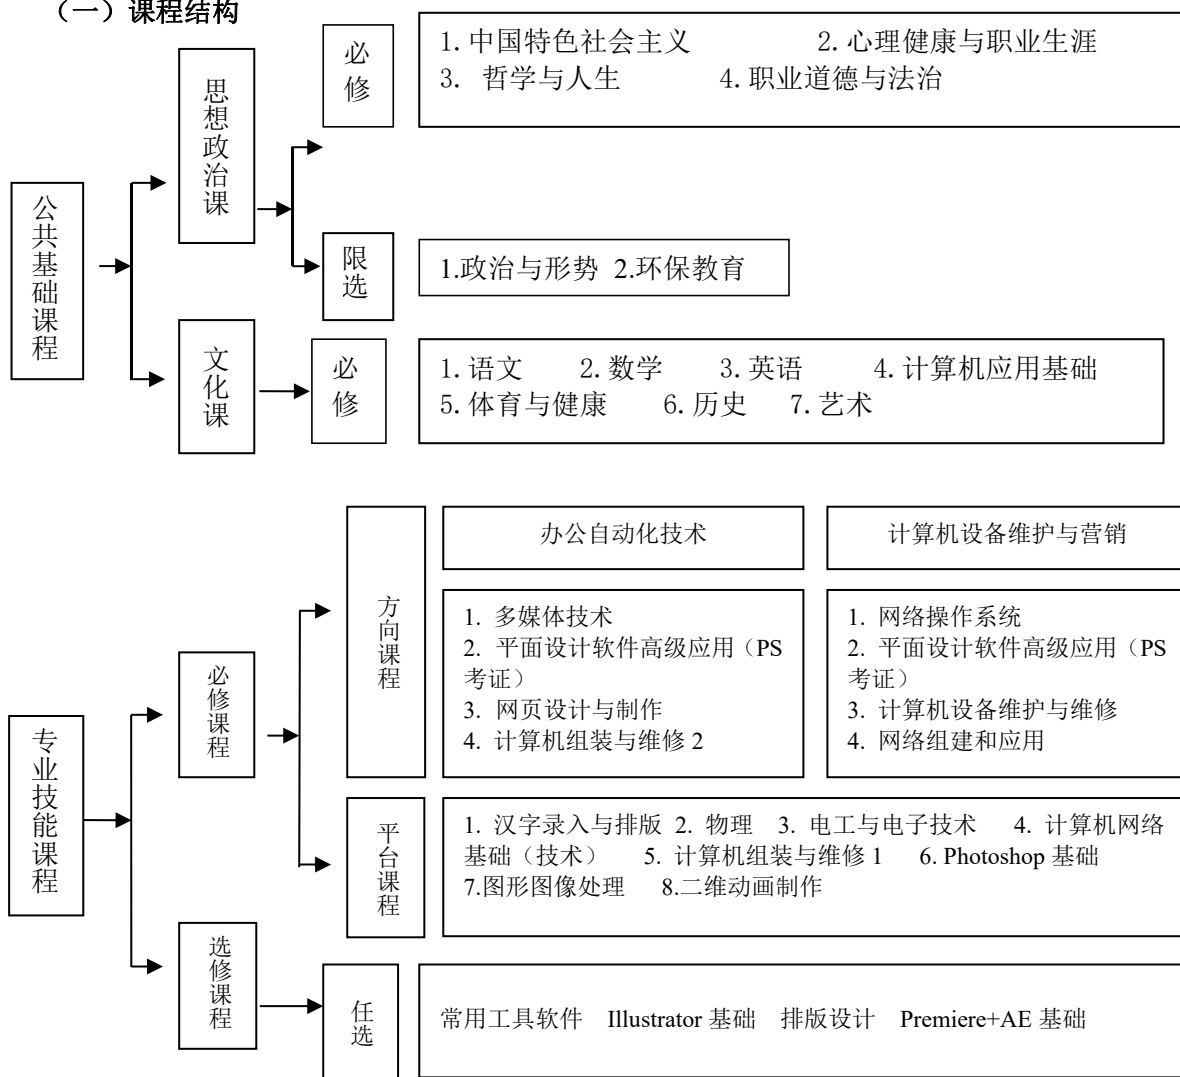 （一）课程结构
必修
1. 中国特色社会主义 2. 心理健康与职业生涯
3. 哲学与人生 4. 职业道德与法治
思想政治课
公共基础课程
限选
1.政治与形势 2.环保教育
文化课
必修
1. 语文 2. 数学 3. 英语 4. 计算机应用基础
5. 体育与健康 6. 历史 7. 艺术
方向课程
办公自动化技术
计算机设备维护与营销
1. 多媒体技术
2. 平面设计软件高级应用（PS
考证）
3. 网页设计与制作
4. 计算机组装与维修 2
1. 网络操作系统
2. 平面设计软件高级应用（PS
考证）
3. 计算机设备维护与维修
4. 网络组建和应用
必修课程
专业技能课程
平台课程
1. 汉字录入与排版 2. 物理 3. 电工与电子技术 4. 计算机网络
基础（技术） 5. 计算机组装与维修 1 6. Photoshop 基础
7.图形图像处理 8.二维动画制作
选修课程
任选
常用工具软件 Illustrator 基础 排版设计 Premiere+AE 基础